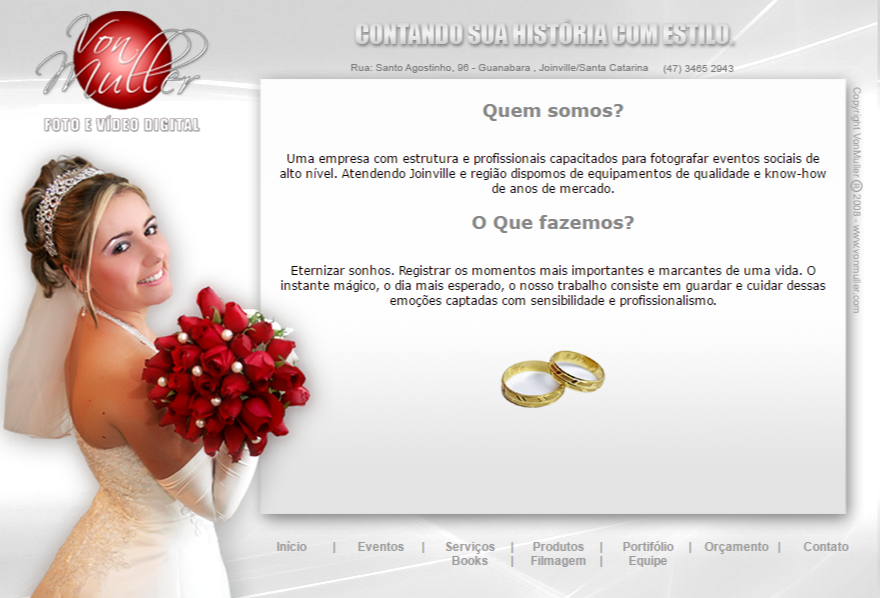 Von
Muller
FOTO E VÍDEO DIGITAL
CONTANDO SUA HISTÓRIA COM ESTILO.
Rua: Santo Agostinho, 96 - Guanabara , Joinville/Santa Catarina (47) 3465 2943
Quem somos?
Uma empresa com estrutura e profissionais capacitados para fotografar eventos sociais de
alto nível. Atendendo Joinville e região dispomos de equipamentos de qualidade e know-how
de anos de mercado.
O Que fazemos?
Eternizar sonhos. Registrar os momentos mais importantes e marcantes de uma vida. O
instante mágico, o dia mais esperado, o nosso trabalho consiste em guardar e cuidar dessas
emoções captadas com sensibilidade e profissionalismo.
Copyright VonMuller ® 2008 - www.vonmuller.com
Início | Eventos | Serviços | Produtos | Portifólio | Orçamento | Contato
Books | Filmagem | Equipe